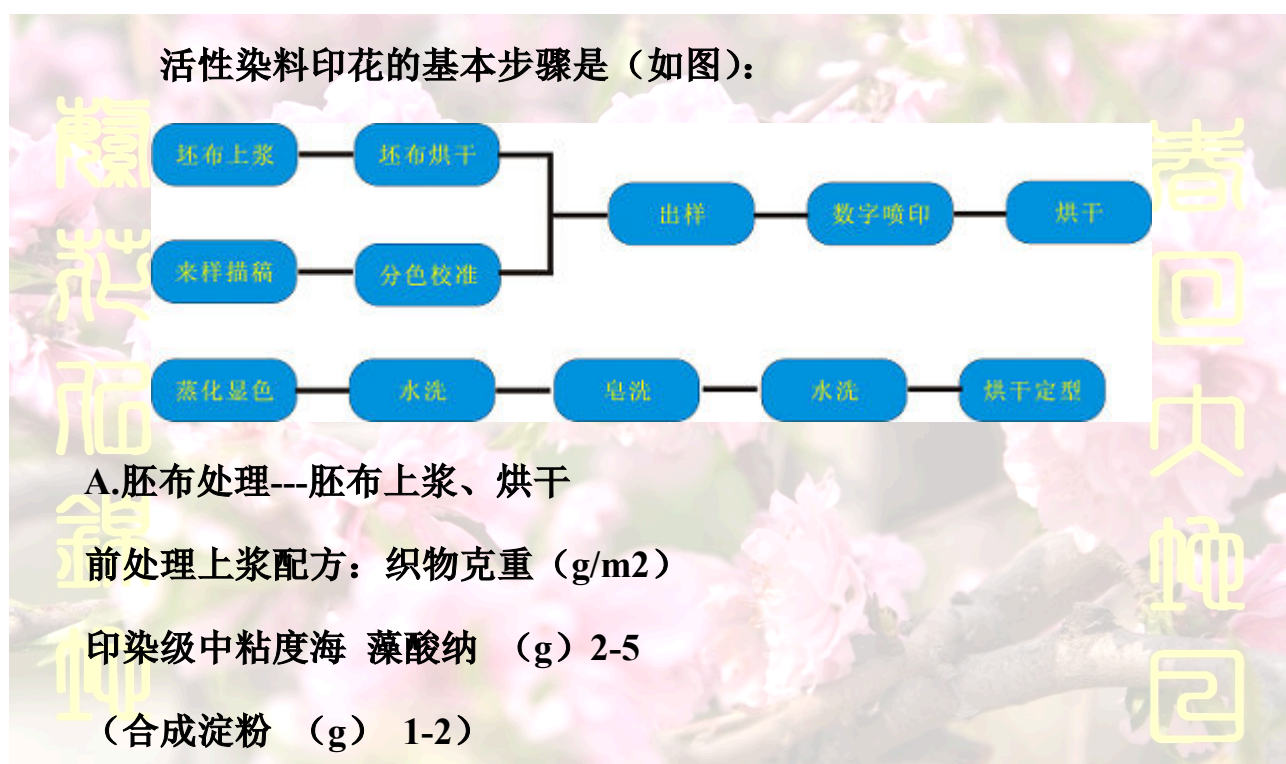 活性染料印花的基本步骤是（如图）：
坯布上浆 坯布烘干
出样 数字喷印 烘干
来样描稿 分色校准
蒸化显色 水洗 皂洗 水洗 烘干定型
A.胚布处理---胚布上浆、烘干
前处理上浆配方：织物克重（g/m2）
印染级中粘度海 藻酸纳 （g）2-5
（合成淀粉 （g） 1-2）
春回大地